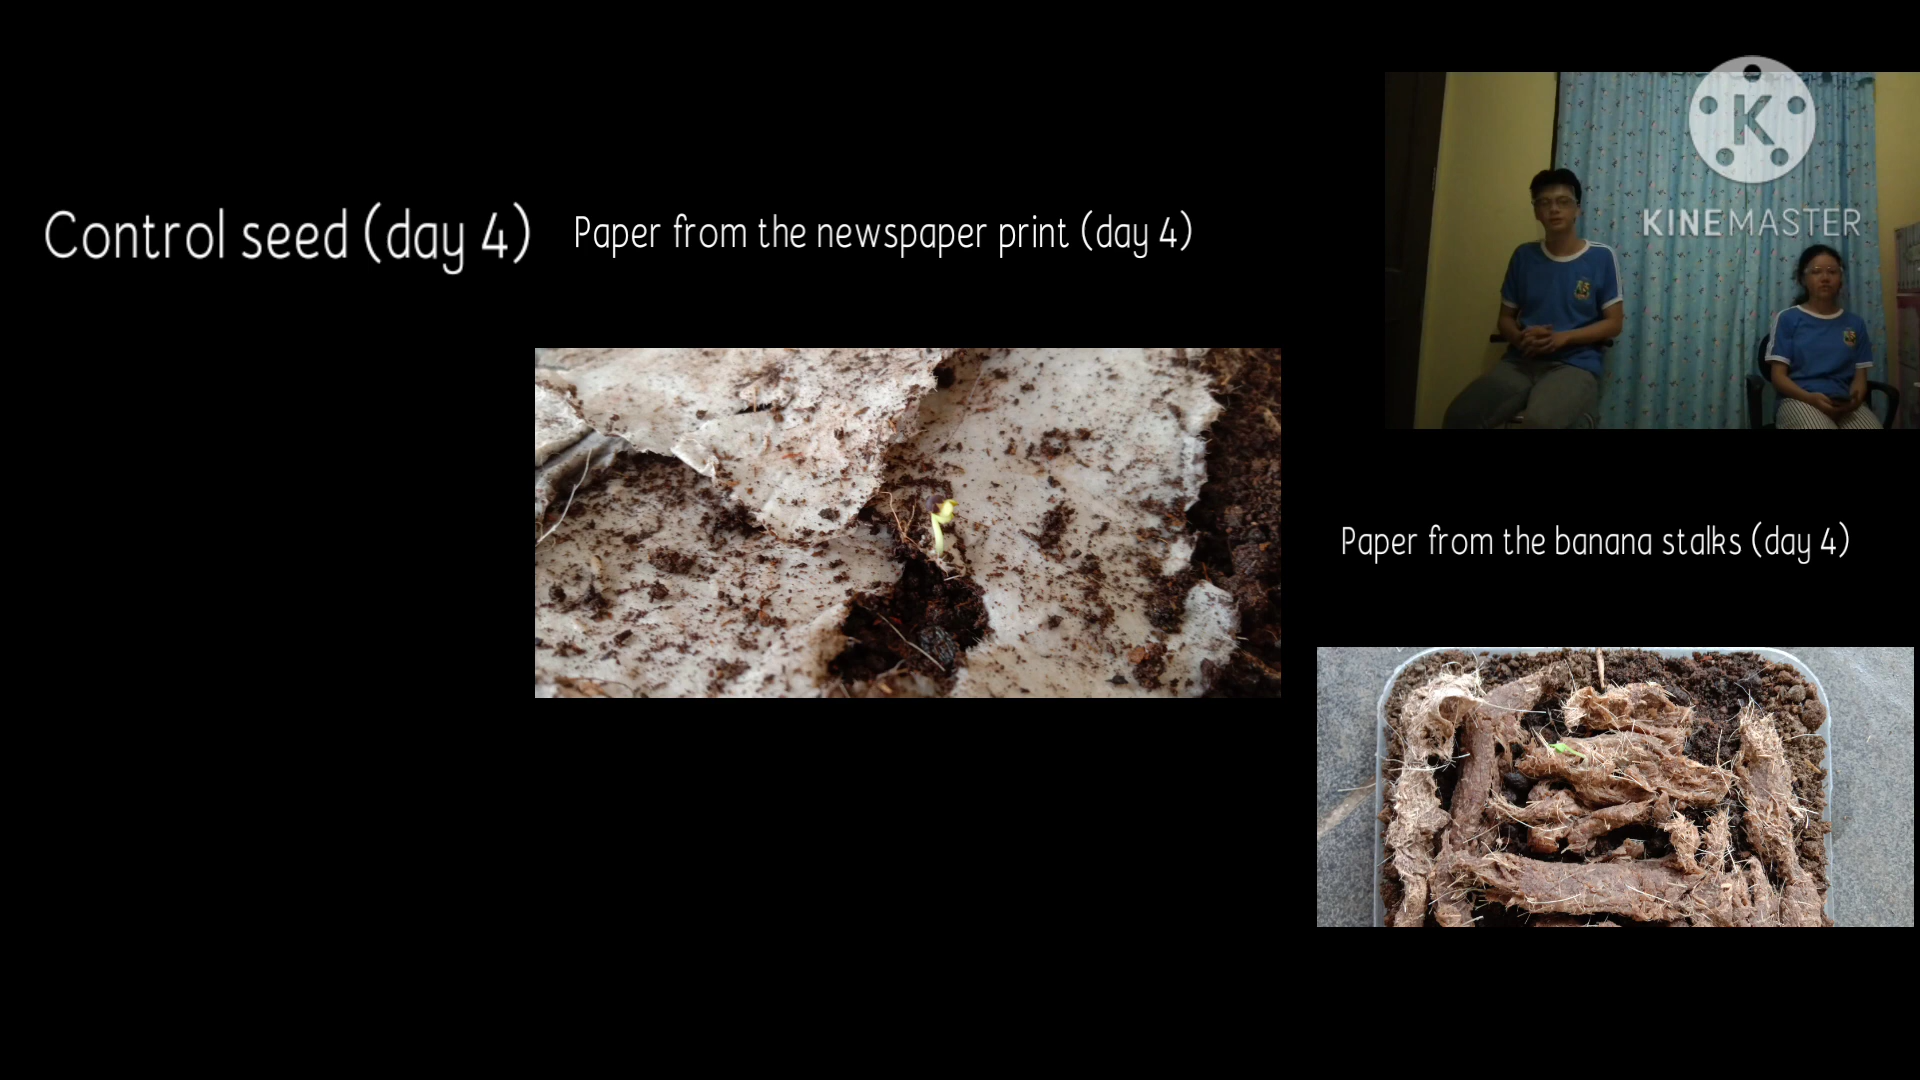 K
KINEMASTER
Control seed (day 4)
Paper from the newspaper print (day 4)
Paper from the banana stalks (day 4)